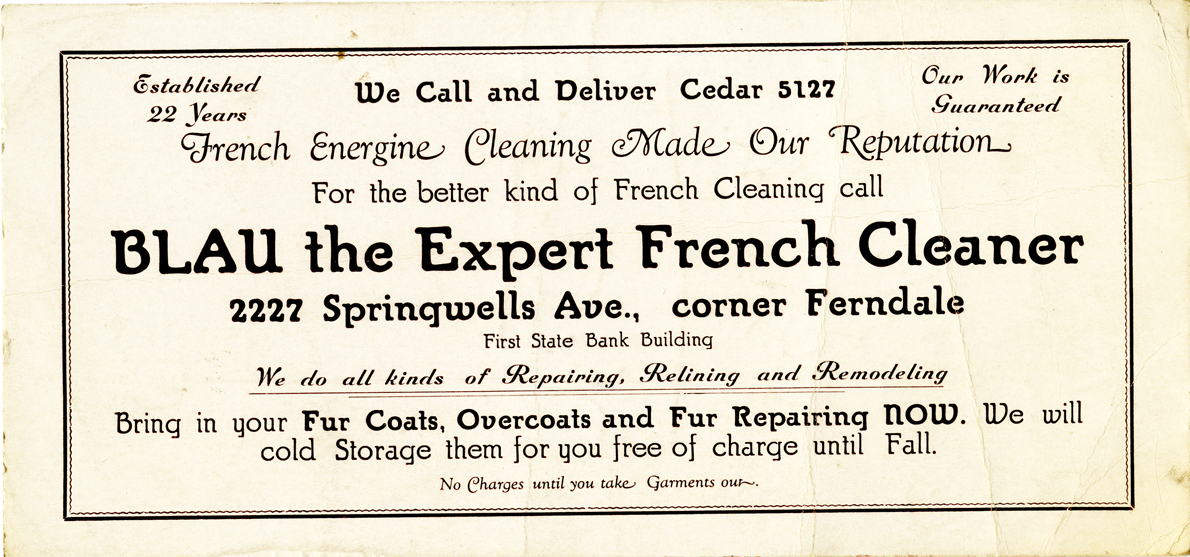 Established
22 Years
We Call and Deliver Cedar 5127
Our Work is
Guaranteed
French Energine Cleaning Made Our Reputation
For the better kind of French Cleaning call
BLAU the Expert French Cleaner
2227 Springwells Ave., corner Ferndale
First State Bank Building
We do all kinds of Repairing, Relining and Remodeling
Bring in your Fur Coats, Overcoats and Fur Repairing NOW. We will
cold Storage them for you free of charge until Fall.
No Charges until you take Garments out.